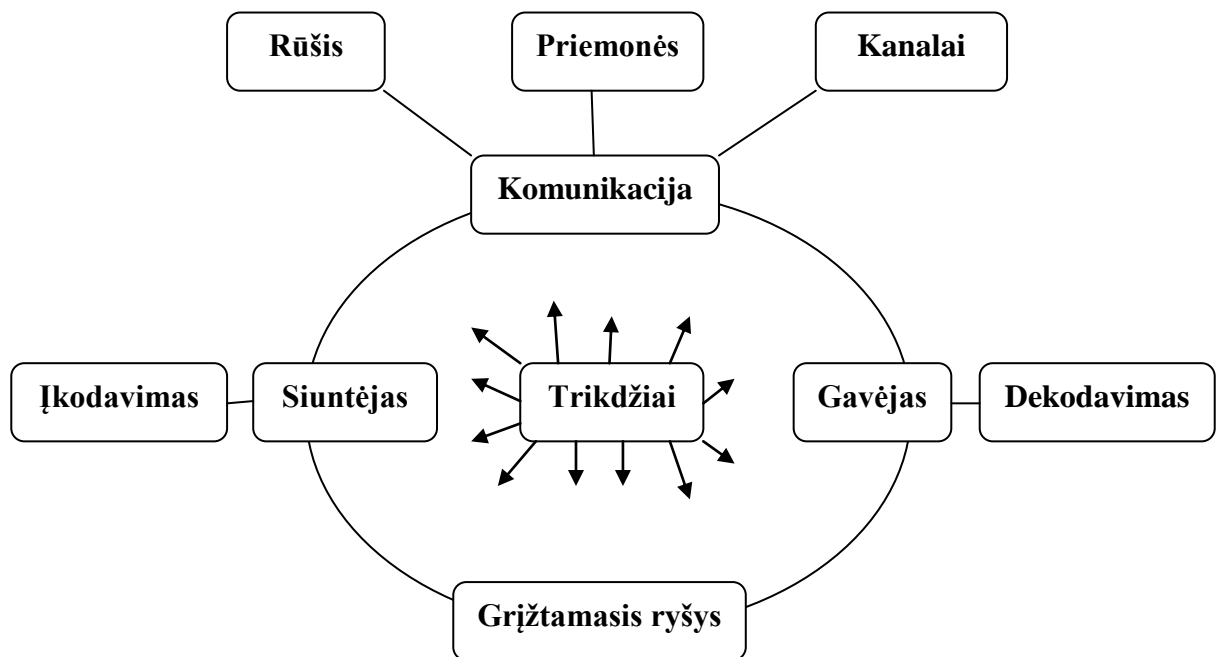 Rūšis
Priemonės
Kanalai
Komunikacija
Įkodavimas
Siuntėjas
Trikdžiai
Gavėjas
Dekodavimas
Grįžtamasis ryšys